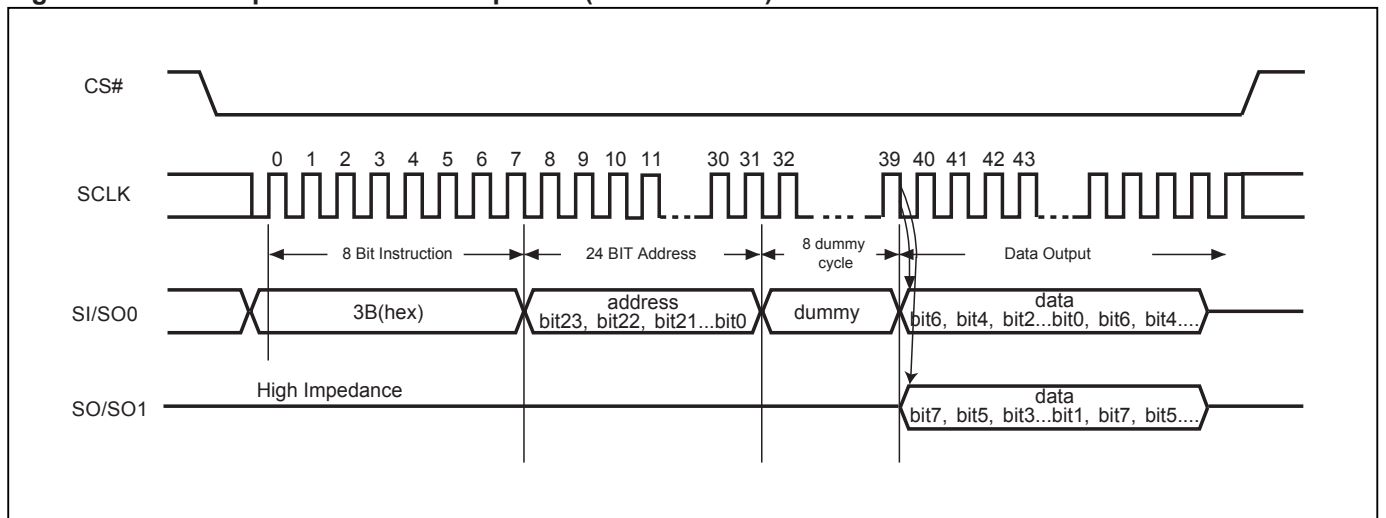 CS#
0 1 2 3 4 5 6 7 8 9 10 11 30 31 32 39 40 41 42 43
SCLK
8 Bit Instruction
24 BIT Address
8 dummy
cycle
Data Output
SI/SO0
3B(hex)
address
bit23, bit22, bit21...bit0
dummy
data
bit6, bit4, bit2...bit0, bit6, bit4....
High Impedance
SO/SO1
data
bit7, bit5, bit3...bit1, bit7, bit5....